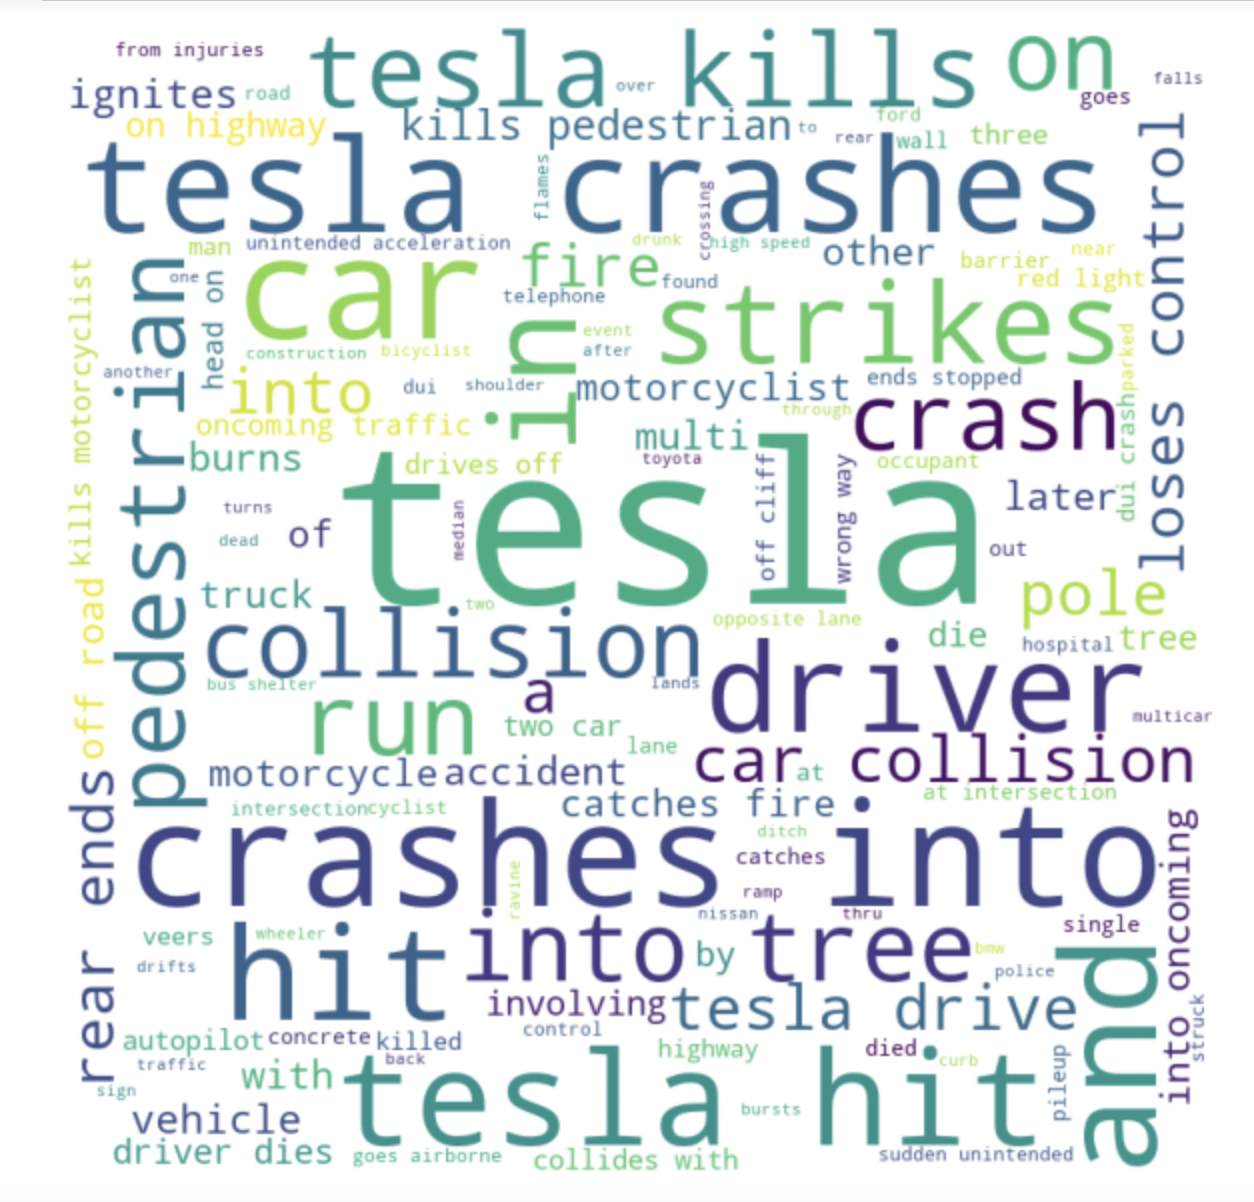 from injuries
tesla kills
on
over
falls
ignites
road
goes
on highway
kills pedestrian
to
ford
rear
wall
three
tesla crashes
flames
crossing
loses control
man
unintended acceleration
drunk
high speed
other
near
barrier
red light
fire
found
one
head on
car
telephone
in
strikes
event
after
construction
bicyclist
another
pedestrian
kills motorcyclist
into
dui
shoulder
motorcyclist
ends stopped
parked
dui crash
through
crash
oncoming traffic
multi
burns
drives off
toyota
occupant
tesla
off cliff
wrong way
later
turns
median
of
dead
out
truck
two
pole
off road
opposite lane
die
hospital
tree
collision
bus shelter
a
lands
driver
run
two car
multicar
lane
car collision
at
motorcycle
accident
rear ends
intersection
cyclist
catches fire
at intersection
crashes into
ditch
catches
ravine
ramp
nissan
thru
into oncoming
single
veers
wheeler
hit
into tree
by
bmw
drifts
police
and
struck
involving
tesla drive
control
autopilot
concrete
killed
back
highway
died
curb
traffic
with
tesla hit
pileup
sign
vehicle
bursts
driver dies
goes airborne
collides with
sudden unintended